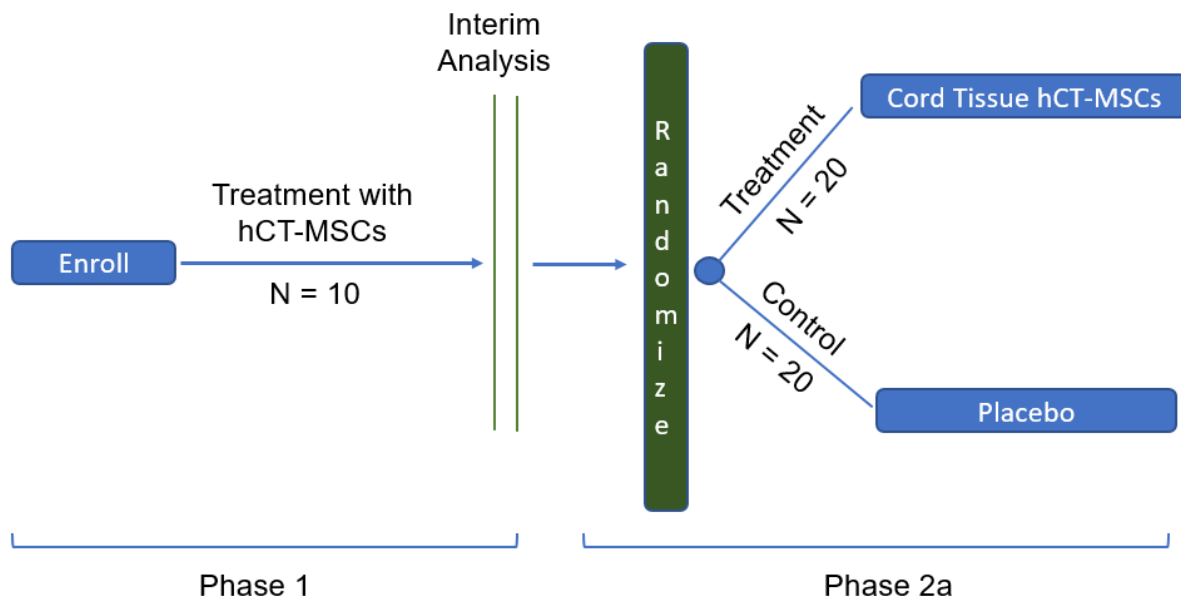 Interim
Analysis
Enroll
Treatment with
hCT-MSCs
N = 10
Randomize
Treatment
N = 20
Cord Tissue hCT-MSCs
Control
N = 20
Placebo
Phase 1
Phase 2a